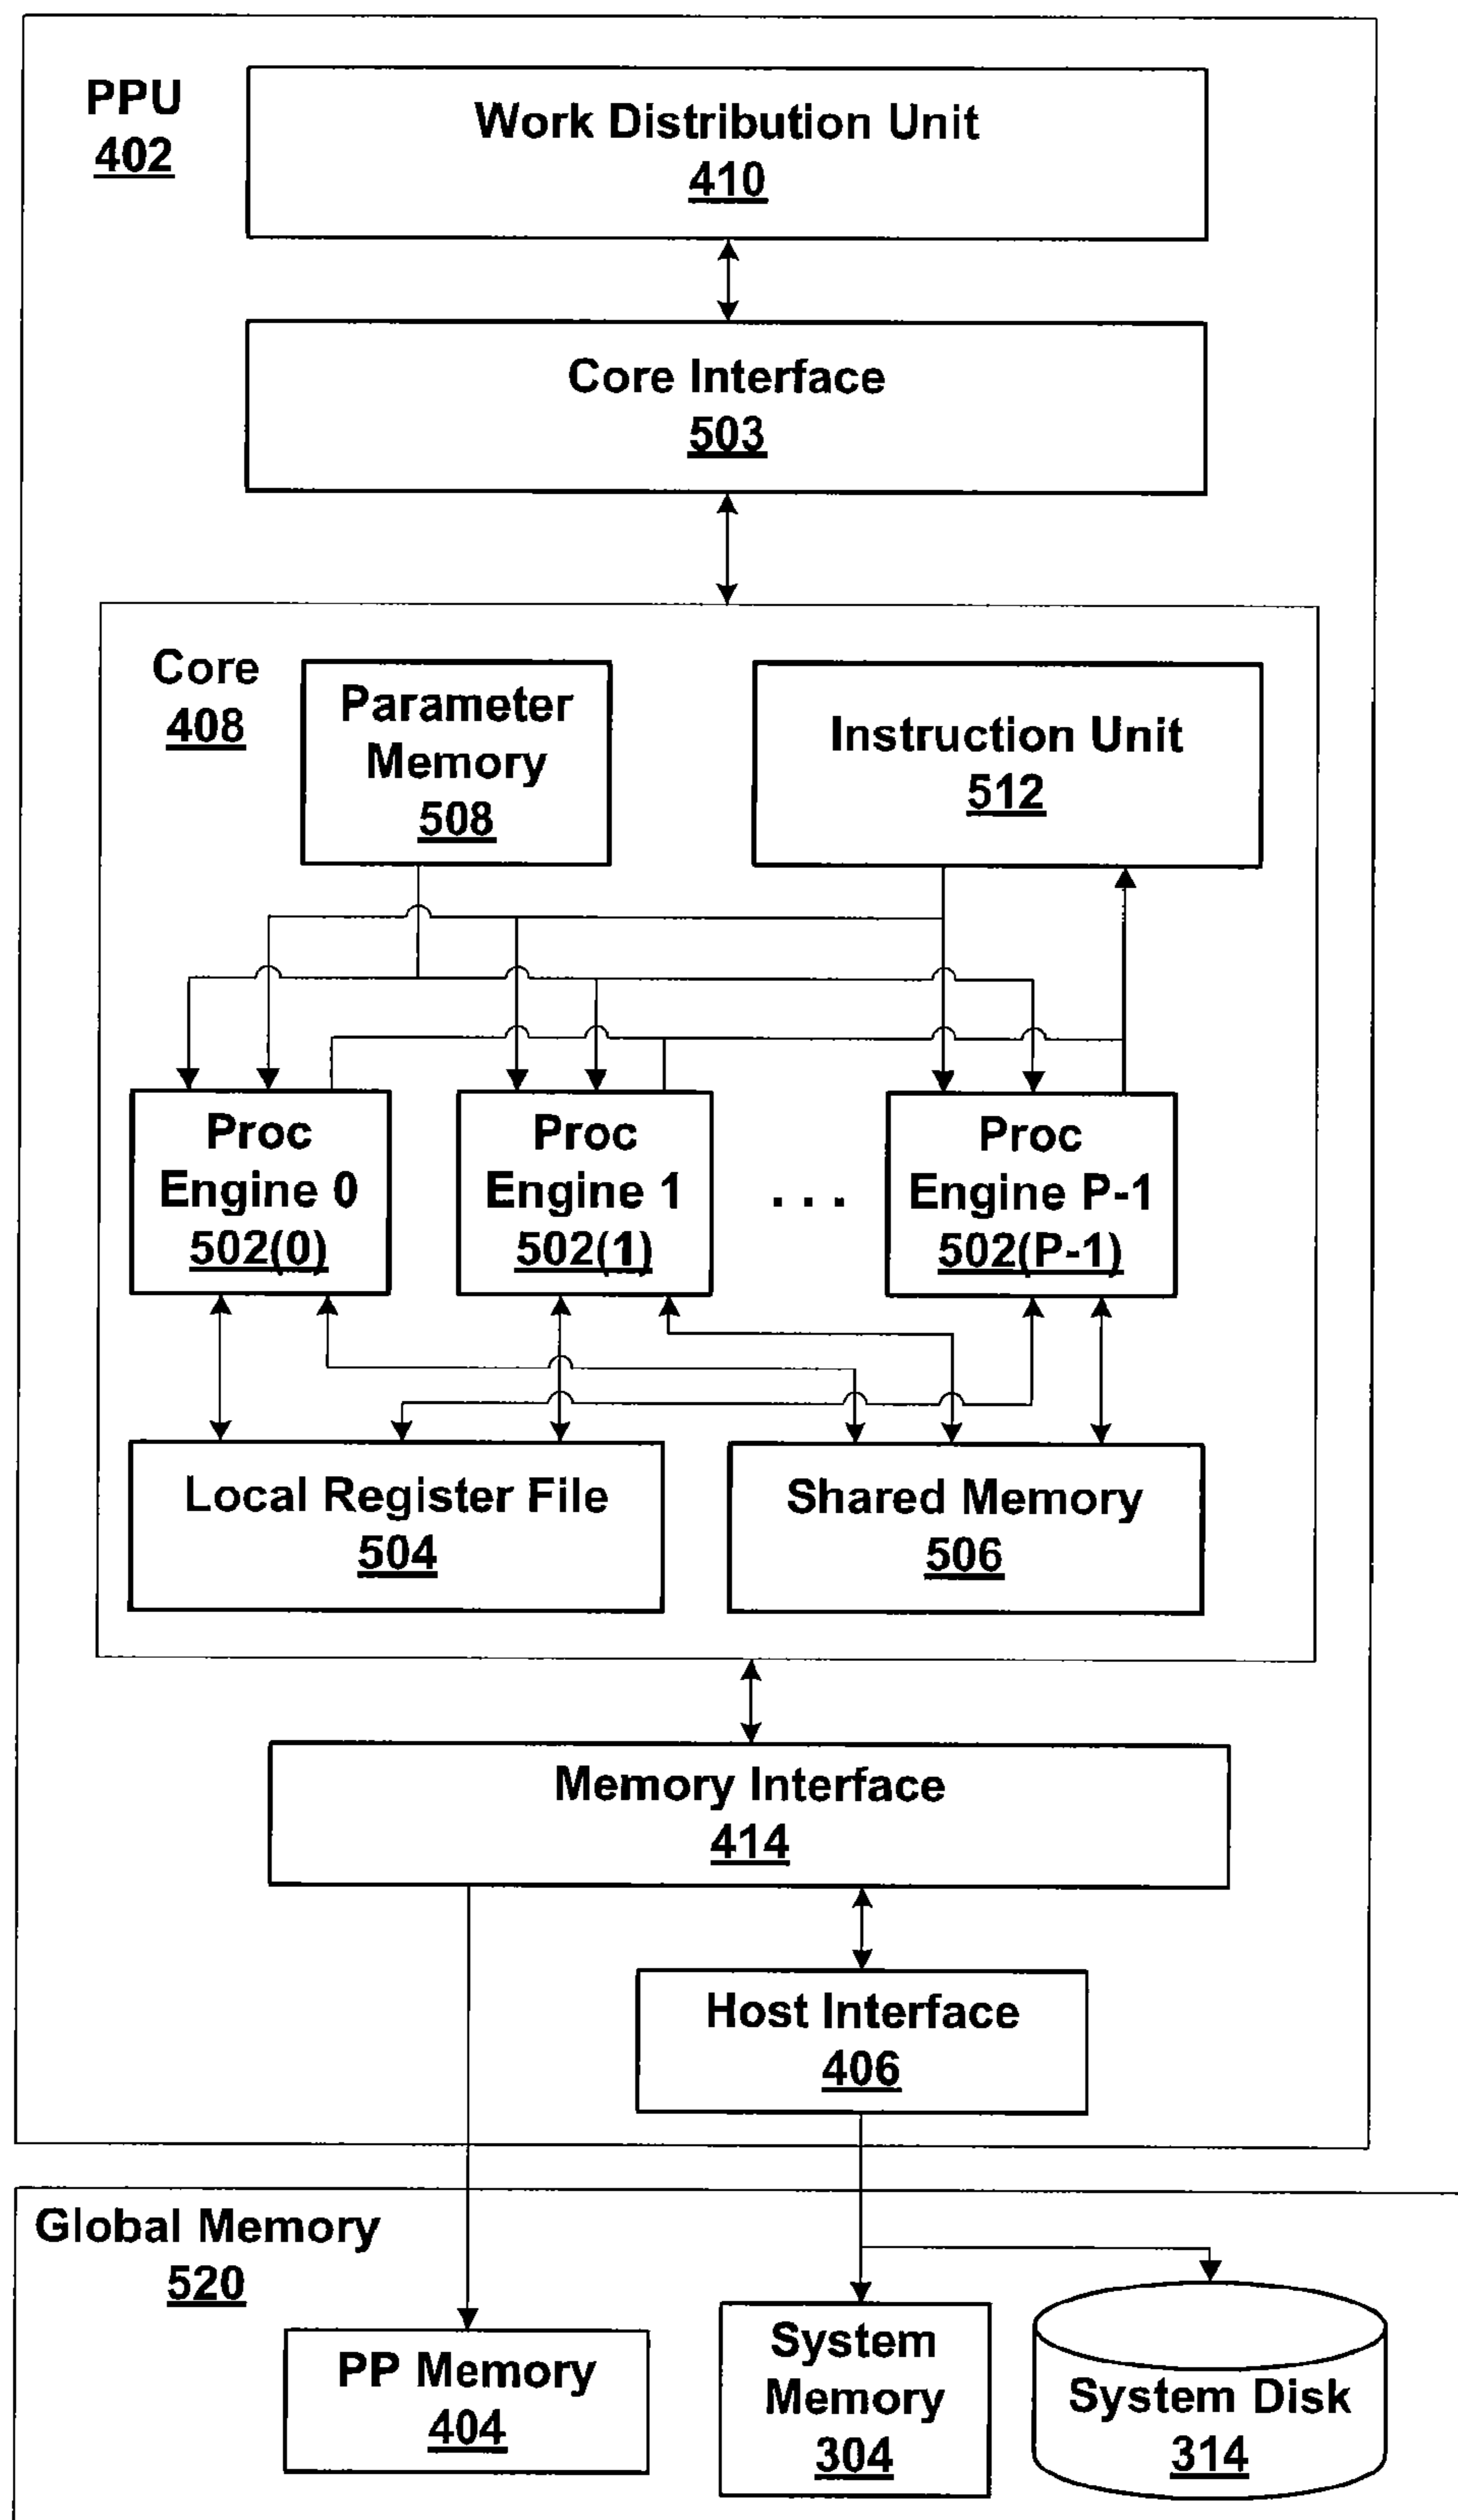 PPU
402
Work Distribution Unit
410
Core Interface
503
Core
408
Parameter
Memory
508
Instruction Unit
512
Proc
Engine 0
502(0)
Proc
Engine 1
502(1)
. . .
Proc
Engine P-1
502(P-1)
Local Register File
504
Shared Memory
506
Memory Interface
414
Host Interface
406
Global Memory
520
PP Memory
404
System
Memory
304
System Disk
314